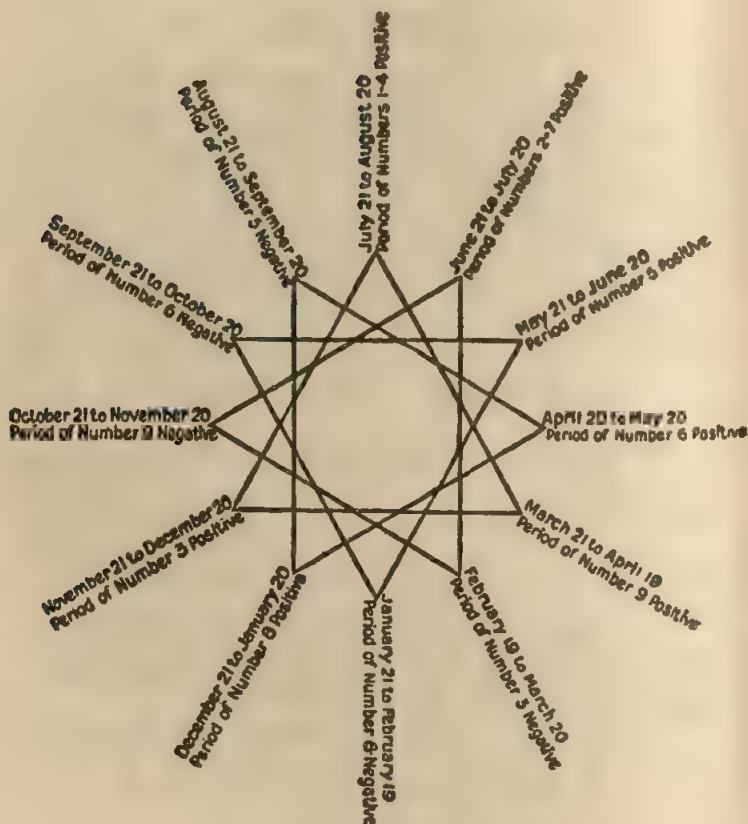 July 21 to August 20
Period of Numbers 1-4 Positive
June 21 to July 20
Period of Numbers 2-7 Positive
May 21 to June 20
Period of Number 5 Positive
April 20 to May 20
Period of Number 6 Positive
March 21 to April 19
Period of Number 9 Positive
February 19 to March 20
Period of Number 3 Negative
January 21 to February 19
Period of Number 8 Negative
December 21 to January 20
Period of Number 8 Positive
November 21 to December 20
Period of Number 3 Positive
October 21 to November 20
Period of Number 9 Negative
September 21 to October 20
Period of Number 6 Negative
August 21 to September 20
Period of Number 5 Negative